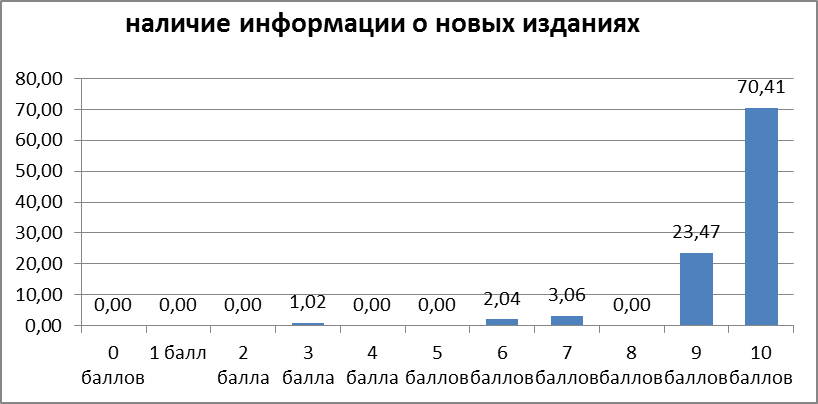 наличие информации о новых изданиях
80,00
70,00
60,00
50,00
40,00
30,00
20,00
10,00
0,00
0,00 0,00 0,00 1,02 0,00 0,00 2,04 3,06 0,00 23,47 70,41
0 1 балл 2 3 4 5 6 7 8 9 10
баллов балла балла балла баллов баллов баллов баллов баллов баллов